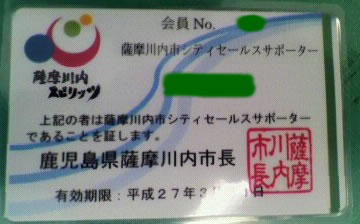 会員 No.
薩摩川内市シティセールスサポーター
薩摩川内
スピリッツ
上記の者は薩摩川内市シティセールスサポーター
であることを証します。
鹿児島県薩摩川内市長
薩摩
川内
市長
有効期限：平成27年3